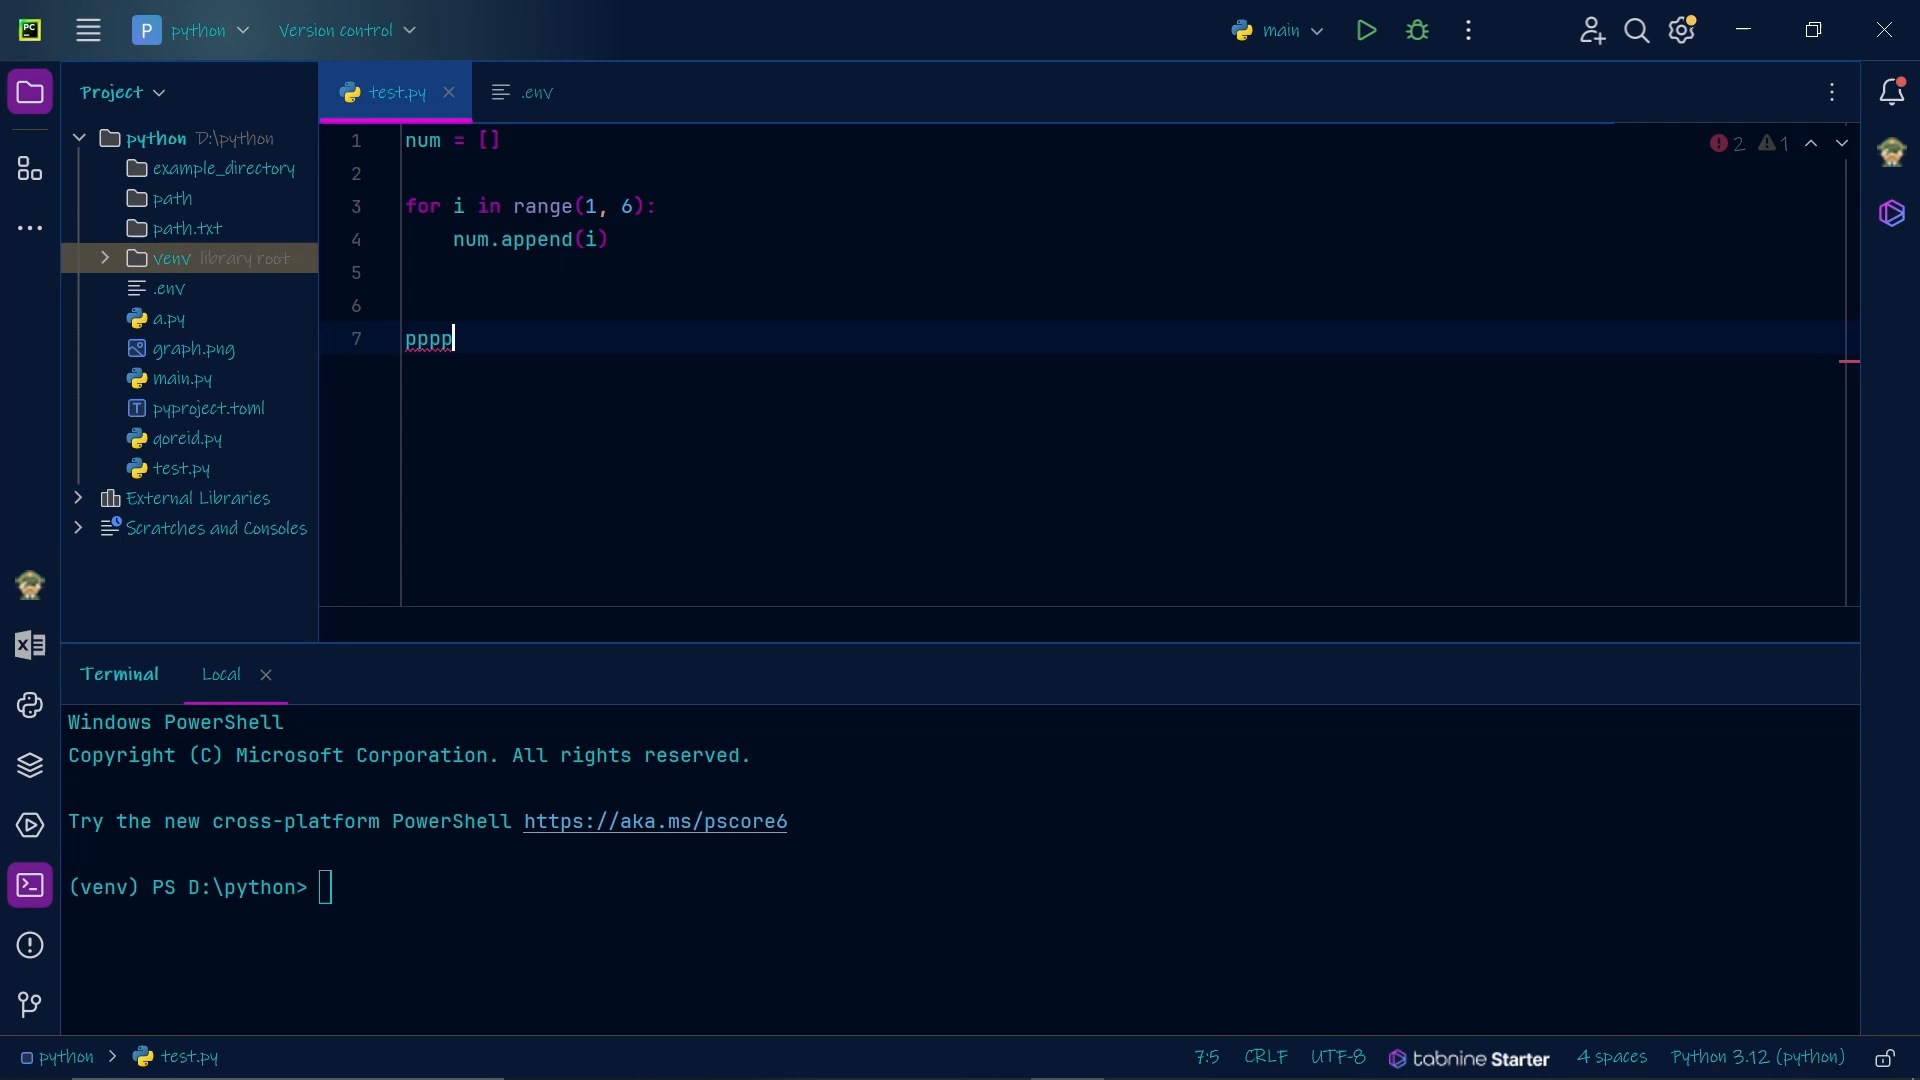 PC
P python Version control
main
Project
test.py
.env
python D:\python
example_directory
path
path.txt
venv library root
.env
a.py
graph.png
main.py
pyproject.toml
qoreid.py
test.py
External Libraries
Scratches and Consoles
1 num = []
2
3 for i in range(1, 6):
4 num.append(i)
5
6
7 pppp
2 1
Terminal Local
Windows PowerShell
Copyright (C) Microsoft Corporation. All rights reserved.
Try the new cross-platform PowerShell https://aka.ms/pscore6
(venv) PS D:\python>
python > test.py
7:5 CRLF UTF-8 tabnine Starter 4 spaces Python 3.12 (python)